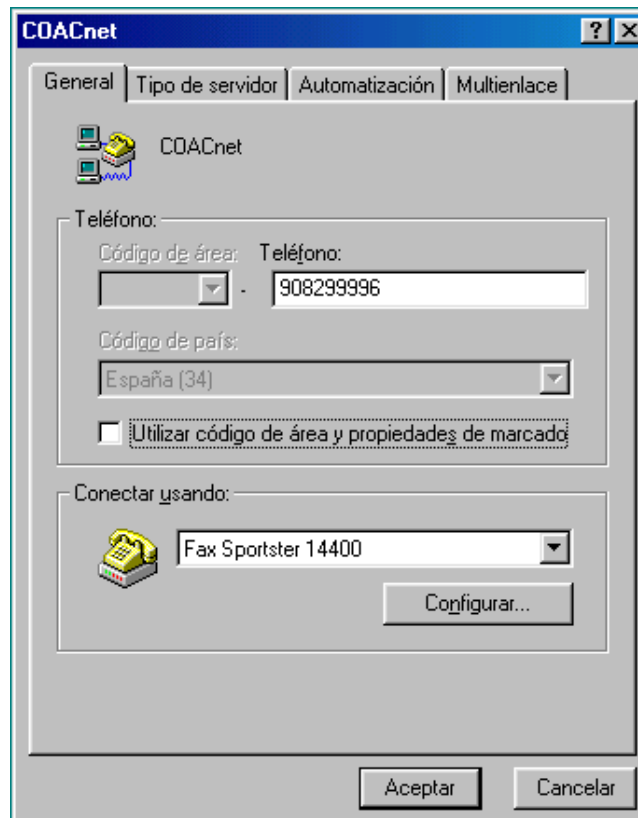 COACnet
General Tipo de servidor Automatización Multienlace
COACnet
Teléfono:
Código de área: Teléfono:
- 908299996
Código de país:
España (34)
Utilizar código de área y propiedades de marcado
Conectar usando:
Fax Sportster 14400
Configurar...
Aceptar Cancelar